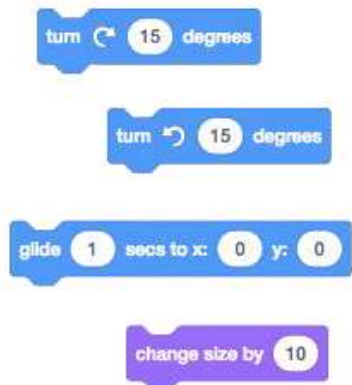 turn ↻ 15 degrees
turn ↺ 15 degrees
glide 1 secs to x: 0 y: 0
change size by 10